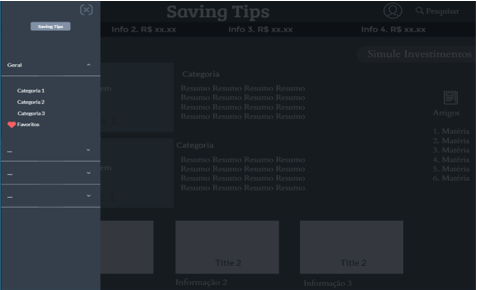 Saving Tips
Pesquisar
Saving Tips
Info 2. R$ xx.xx
Info 3. R$ xx.xx
Info 4. R$ xx.xx
Simule Investimentos
Geral
Categoria 1
Categoria 2
Categoria 3
Favoritos
...
...
...
Categoria
Resumo Resumo Resumo Resumo
Resumo Resumo Resumo Resumo
Resumo Resumo Resumo Resumo
Resumo Resumo Resumo Resumo
Categoria
Resumo Resumo Resumo Resumo
Resumo Resumo Resumo Resumo
Resumo Resumo Resumo Resumo
Resumo Resumo Resumo Resumo
Artigos
1. Matéria
2. Matéria
3. Matéria
4. Matéria
5. Matéria
6. Matéria
Title 2
Title 2
Informação 2
Informação 3